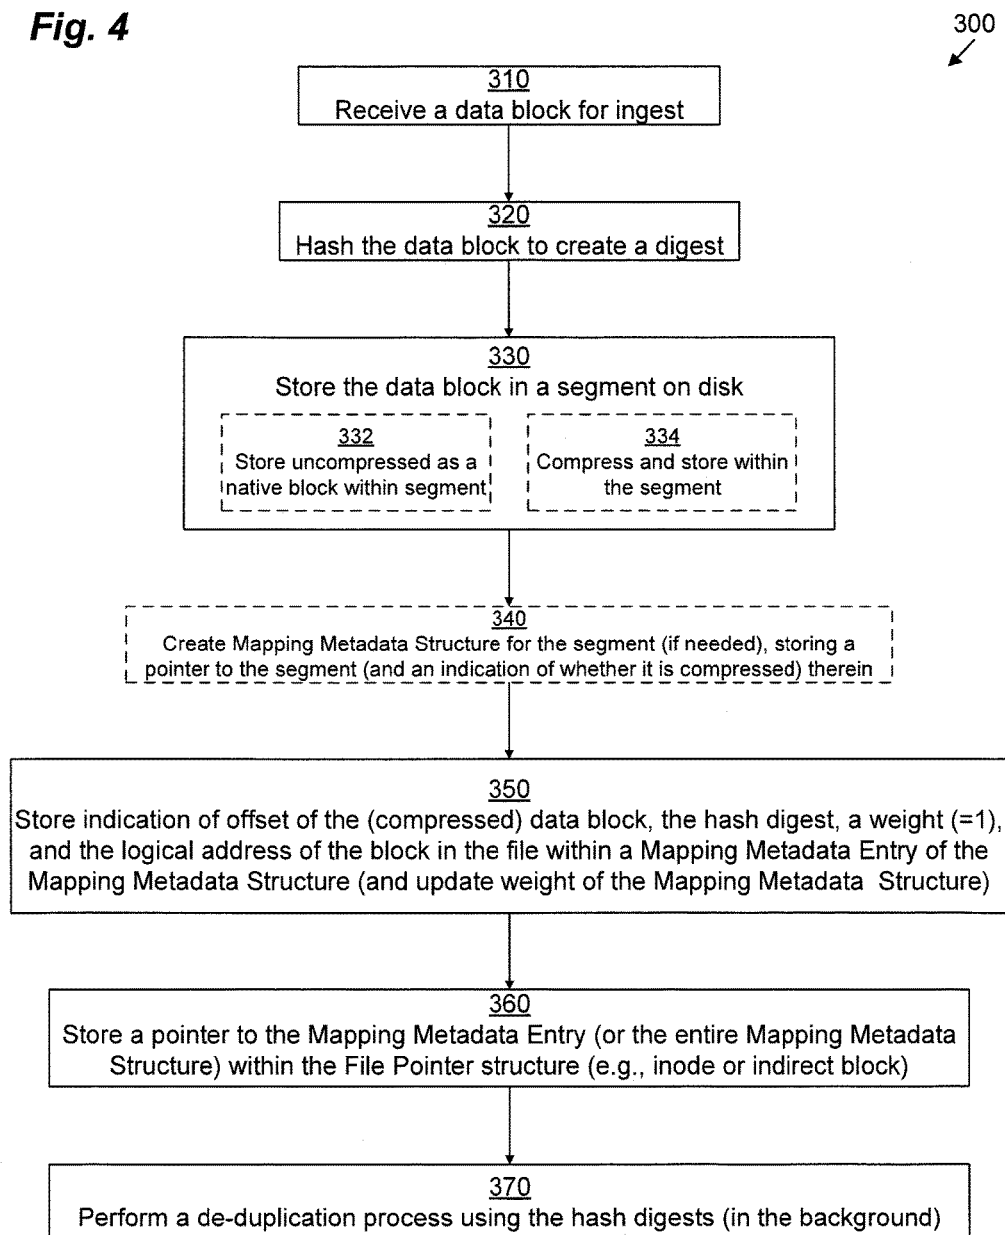 Fig. 4
300
310
Receive a data block for ingest
320
Hash the data block to create a digest
330
Store the data block in a segment on disk
332
Store uncompressed as a
native block within segment
334
Compress and store within
the segment
340
Create Mapping Metadata Structure for the segment (if needed), storing a
pointer to the segment (and an indication of whether it is compressed) therein
350
Store indication of offset of the (compressed) data block, the hash digest, a weight (=1),
and the logical address of the block in the file within a Mapping Metadata Entry of the
Mapping Metadata Structure (and update weight of the Mapping Metadata Structure)
360
Store a pointer to the Mapping Metadata Entry (or the entire Mapping Metadata
Structure) within the File Pointer structure (e.g., inode or indirect block)
370
Perform a de-duplication process using the hash digests (in the background)